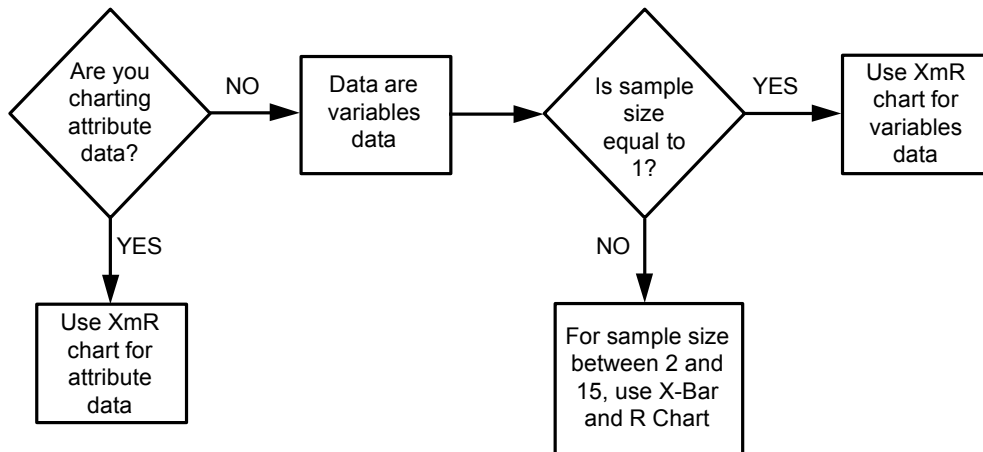 Are you
charting
attribute
data?
NO
Data are
variables
data
Is sample
size
equal to
1?
YES
Use XmR
chart for
variables
data
YES
Use XmR
chart for
attribute
data
NO
For sample size
between 2 and
15, use X-Bar
and R Chart